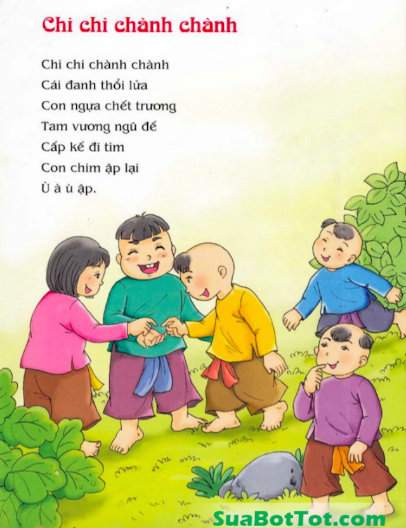 Chi chi chành chành
Chi chi chành chành
Cái đanh thổi lửa
Con ngựa chết trương
Tam vương ngũ đế
Cấp kế đi tìm
Con chim ập lại
Ù à ù ập.
SuaBotTot.com